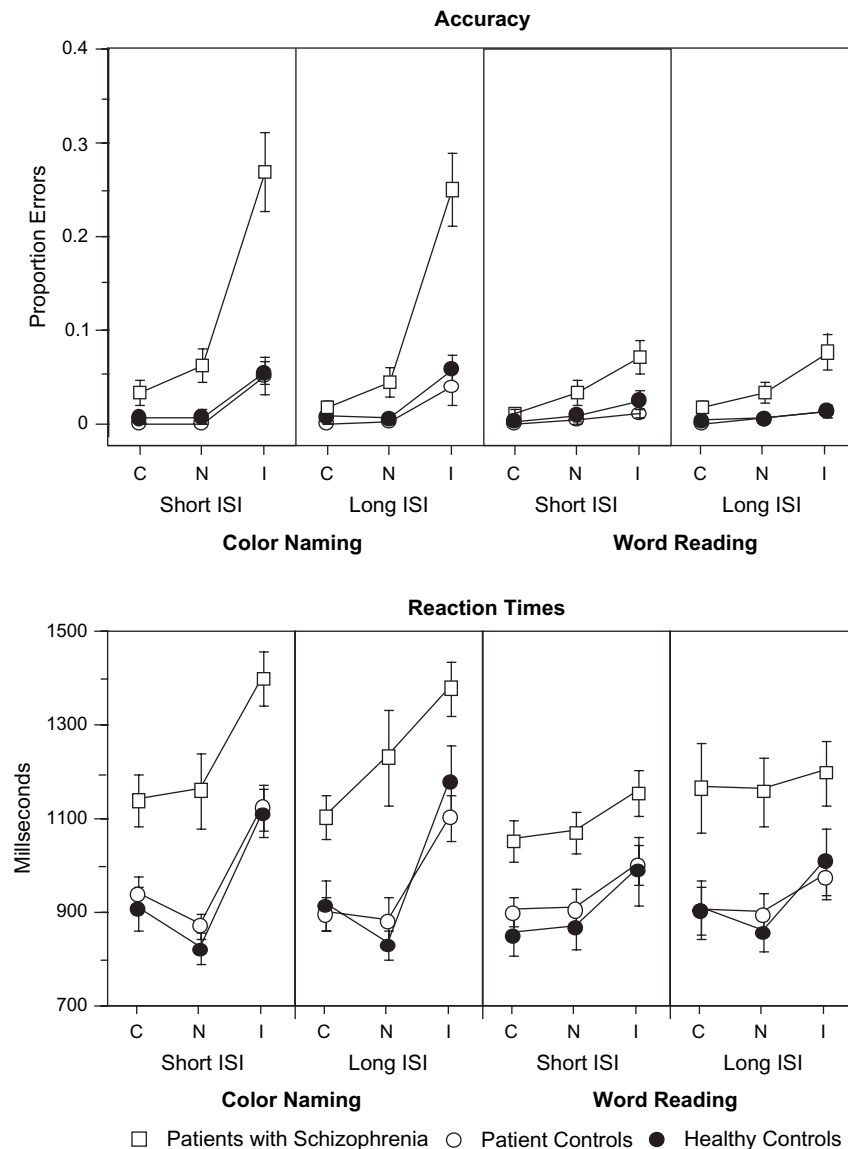 Accuracy
0.4
0.3
0.2
0.1
0
Proportion Errors
C N I C N I C N I C N I
Short ISI Long ISI Short ISI Long ISI
Color Naming Word Reading
Reaction Times
1500
1300
1100
900
700
Millseconds
C N I C N I C N I C N I
Short ISI Long ISI Short ISI Long ISI
Color Naming Word Reading
Patients with Schizophrenia Patient Controls Healthy Controls